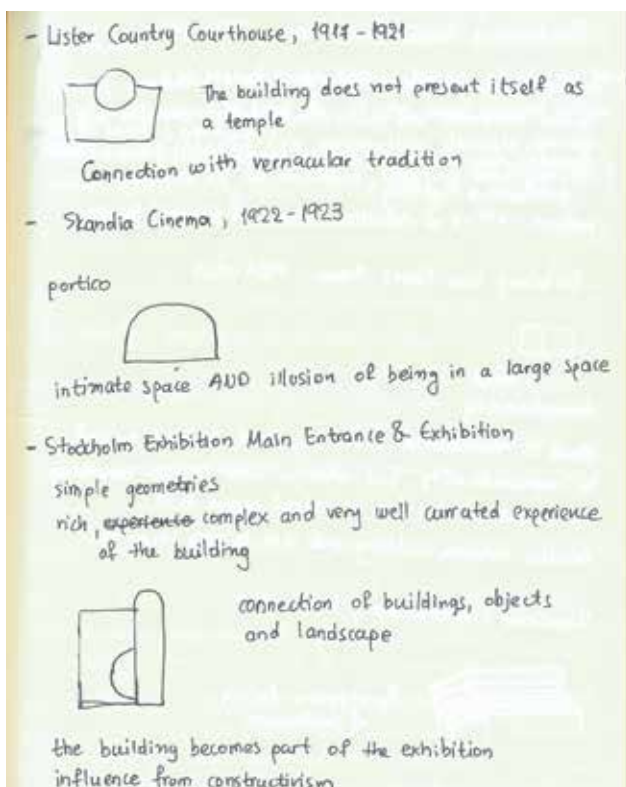 - Lister Country Courthouse, 1917-1921
The building does not present itself as
a temple
Connection with vernacular tradition
- Skandia Cinema, 1922-1923
portico
intimate space AND illusion of being in a large space
- Stockholm Exhibition Main Entrance & Exhibition
simple geometries
rich, experience complex and very well currated experience
of the building
connection of buildings, objects
and landscape
the building becomes part of the exhibition
influence from constructivism